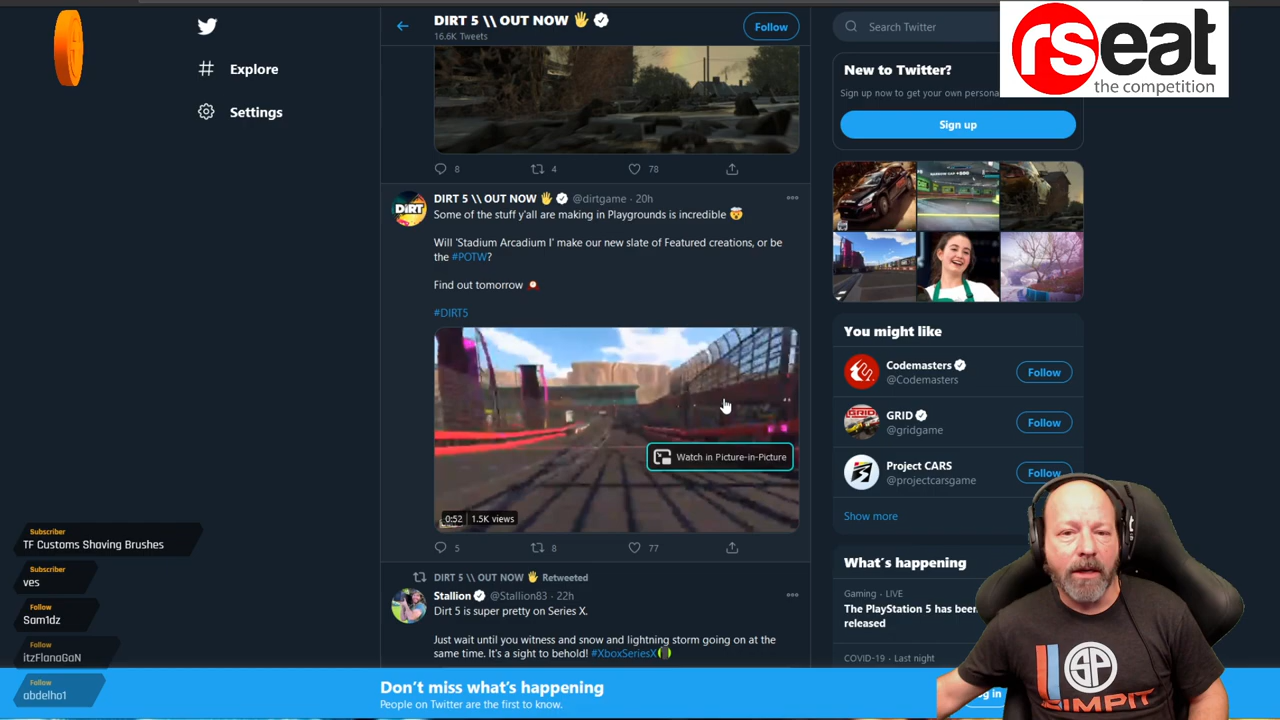 DIRT 5 \\ OUT NOW 🖐
16.6K Tweets
Follow
Explore
Settings
8
4
78
DIRT 5 \\ OUT NOW 🖐 @dirtgame · 20h
Some of the stuff y'all are making in Playgrounds is incredible 🤯
Will 'Stadium Arcadium I' make our new slate of Featured creations, or be
the #POTW?
Find out tomorrow ⏰
#DIRT5
Watch in Picture-in-Picture
0:52 1.5K views
5
8
77
DIRT 5 \\ OUT NOW 🖐 Retweeted
Stallion @Stallion83 · 22h
Dirt 5 is super pretty on Series X.
Just wait until you witness and snow and lightning storm going on at the
same time. It's a sight to behold! #XboxSeriesX
Search Twitter
rseat
the competition
New to Twitter?
Sign up now to get your own persona
Sign up
You might like
Codemasters
@Codemasters
Follow
GRID
@gridgame
Follow
Project CARS
@projectcarsgame
Follow
Show more
What's happening
Gaming · LIVE
The PlayStation 5 has been
released
COVID-19 · Last night
Don't miss what's happening
People on Twitter are the first to know.
Log in
Subscriber
TF Customs Shaving Brushes
Subscriber
ves
Follow
Sam1dz
Follow
itzFlanaGaN
Follow
abdelho1
SP
SIMPIT